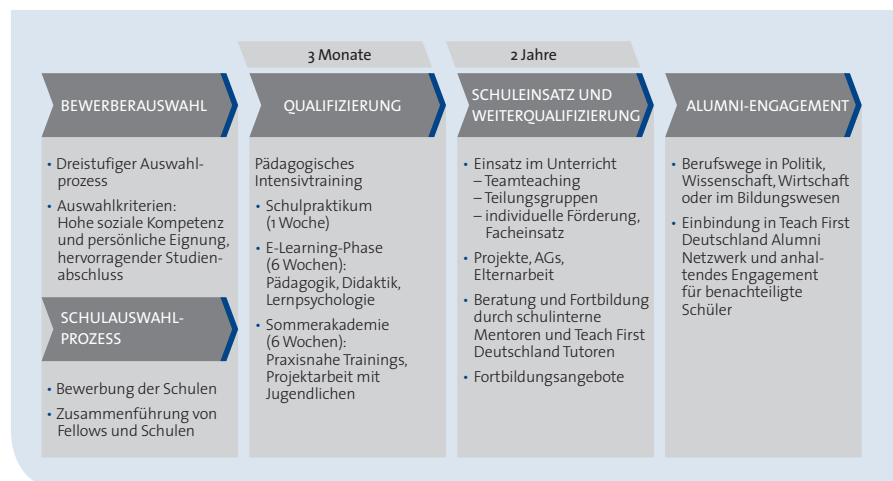 3 Monate
2 Jahre
BEWERBERAUSWAHL
• Dreistufiger Auswahl-
prozess
• Auswahlkriterien:
Hohe soziale Kompetenz
und persönliche Eignung,
hervorragender Studien-
abschluss
SCHULAUSWAHL-
PROZESS
• Bewerbung der Schulen
• Zusammenführung von
Fellows und Schulen
QUALIFIZIERUNG
Pädagogisches
Intensivtraining
• Schulpraktikum
(1 Woche)
• E-Learning-Phase
(6 Wochen):
Pädagogik, Didaktik,
Lernpsychologie
• Sommerakademie
(6 Wochen):
Praxisnahe Trainings,
Projektarbeit mit
Jugendlichen
SCHULEINSATZ UND
WEITERQUALIFIZIERUNG
• Einsatz im Unterricht
– Teamteaching
– Teilungsgruppen
– individuelle Förderung,
Facheinsatz
• Projekte, AGs,
Elternarbeit
• Beratung und Fortbildung
durch schulinterne
Mentoren und Teach First
Deutschland Tutoren
• Fortbildungsangebote
ALUMNI-ENGAGEMENT
• Berufswege in Politik,
Wissenschaft, Wirtschaft
oder im Bildungswesen
• Einbindung in Teach First
Deutschland Alumni
Netzwerk und anhal-
tendes Engagement
für benachteiligte
Schüler